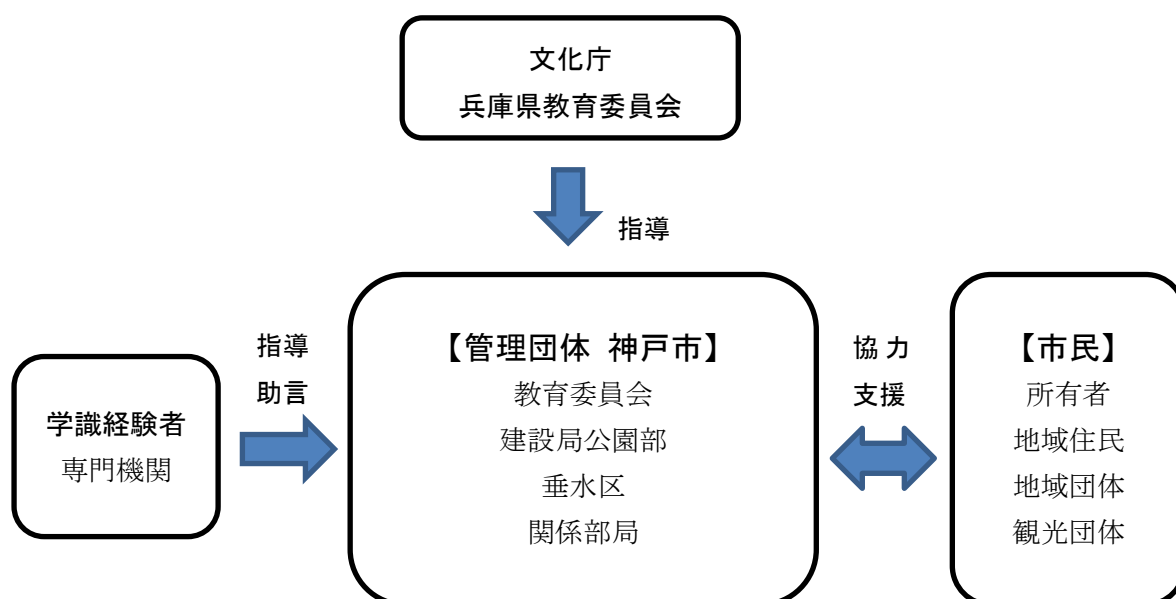 文化庁
兵庫県教育委員会
指導
指導
助言
学識経験者
専門機関
【管理団体 神戸市】
教育委員会
建設局公園部
垂水区
関係部局
協 力
支援
【市民】
所有者
地域住民
地域団体
観光団体